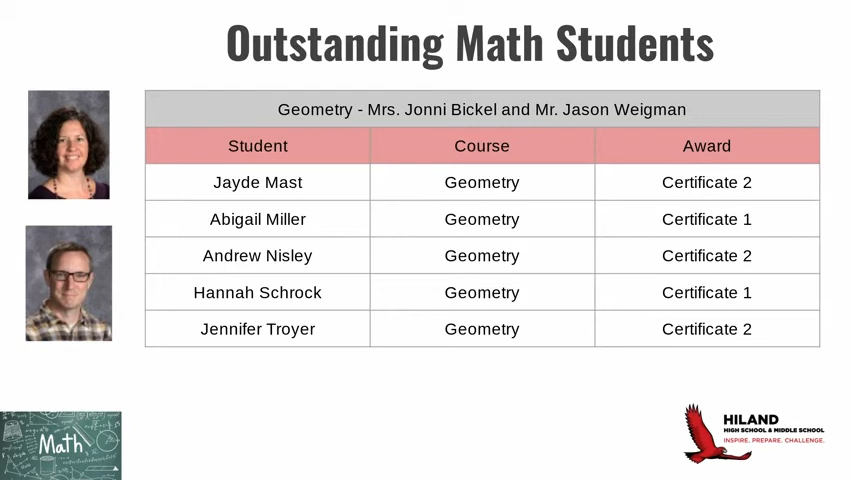 Outstanding Math Students
Geometry - Mrs. Jonni Bickel and Mr. Jason Weigman
Student Course Award
Jayde Mast Geometry Certificate 2
Abigail Miller Geometry Certificate 1
Andrew Nisley Geometry Certificate 2
Hannah Schrock Geometry Certificate 1
Jennifer Troyer Geometry Certificate 2
Math
HILAND
HIGH SCHOOL & MIDDLE SCHOOL
INSPIRE. PREPARE. CHALLENGE.